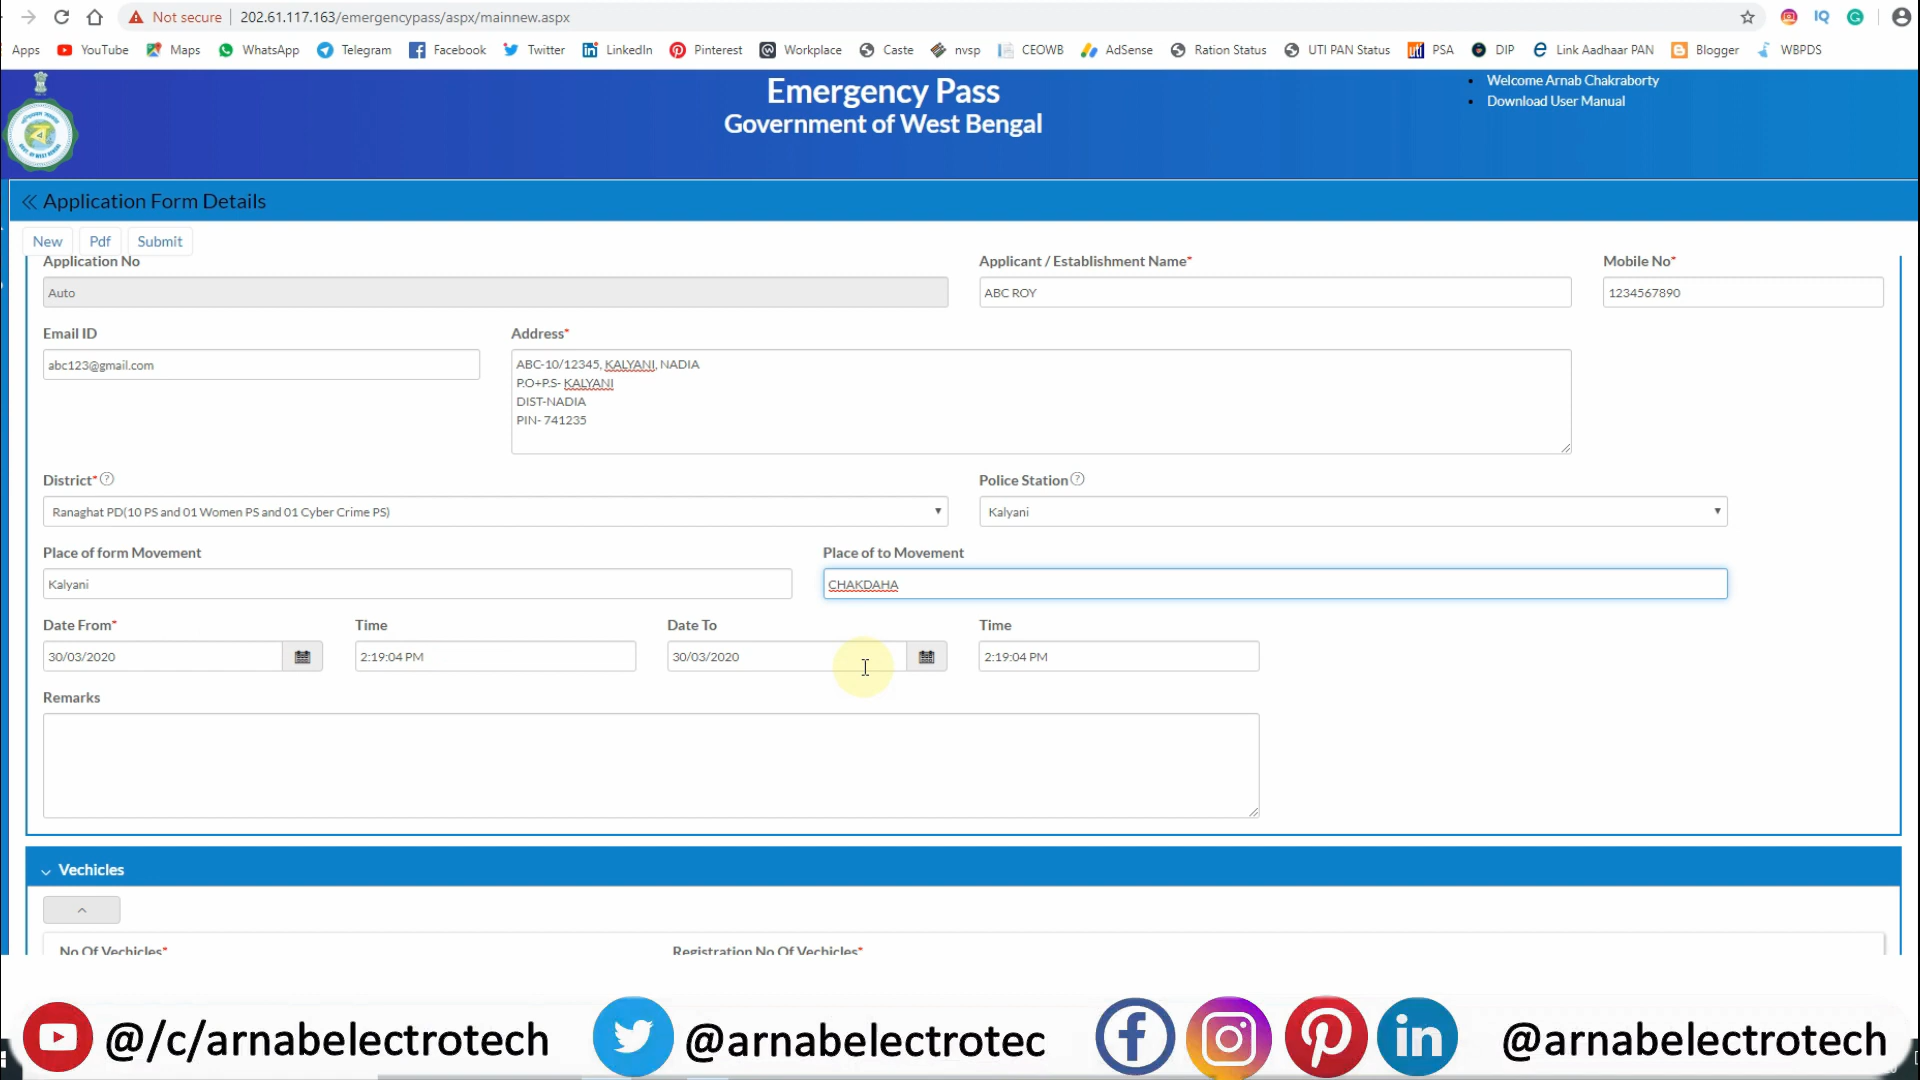 Not secure | 202.61.117.163/emergencypass/aspx/mainnew.aspx
Apps YouTube Maps WhatsApp Telegram Facebook Twitter LinkedIn Pinterest Workplace Caste nvsp CEOWB AdSense Ration Status UTI PAN Status PSA DIP Link Aadhaar PAN Blogger WBPDS
Emergency Pass
Government of West Bengal
Welcome Arnab Chakraborty
Download User Manual
Application Form Details
New Pdf Submit
Application No Applicant / Establishment Name* Mobile No*
Auto ABC ROY 1234567890
Email ID Address*
abc123@gmail.com
ABC-10/12345, KALYANI, NADIA
P.O+P.S- KALYANI
DIST-NADIA
PIN- 741235
District* Police Station
Ranaghat PD(10 PS and 01 Women PS and 01 Cyber Crime PS) Kalyani
Place of form Movement Place of to Movement
Kalyani CHAKDAHA
Date From* Time Date To Time
30/03/2020 2:19:04 PM 30/03/2020 2:19:04 PM
Remarks
Vechicles
No Of Vechicles* Registration No Of Vechicles*
@/c/arnabelectrotech @arnabelectrotec @arnabelectrotech